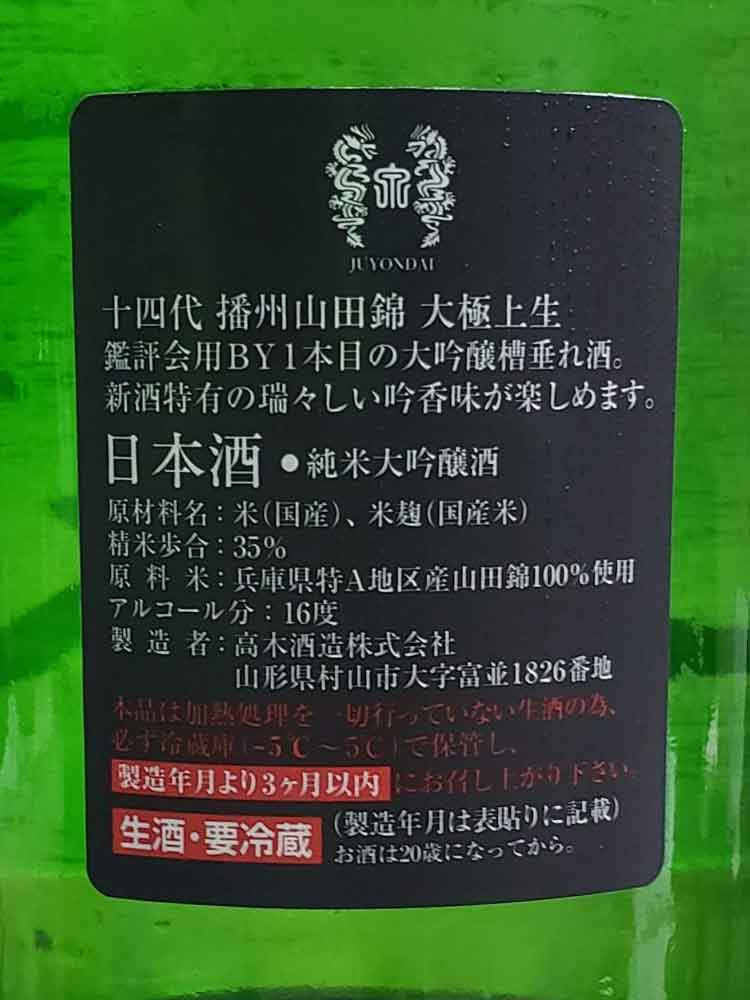 JUYONDAI
十四代 播州山田錦 大極上生
鑑評会用BY1本目の大吟醸槽垂れ酒。
新酒特有の瑞々しい吟香味が楽しめます。
日本酒●純米大吟醸酒
原材料名：米(国産)、米麹(国産米)
精米歩合：35%
原料米：兵庫県特A地区産山田錦100%使用
アルコール分：16度
製造者：高木酒造株式会社
山形県村山市大字富並1826番地
本品は加熱処理を一切行っていない生酒の為、
必ず冷蔵庫(-5℃～5℃)で保管し、
製造年月より3ヶ月以内にお召し上がり下さい。
生酒・要冷蔵 (製造年月は表貼りに記載)
お酒は20歳になってから。